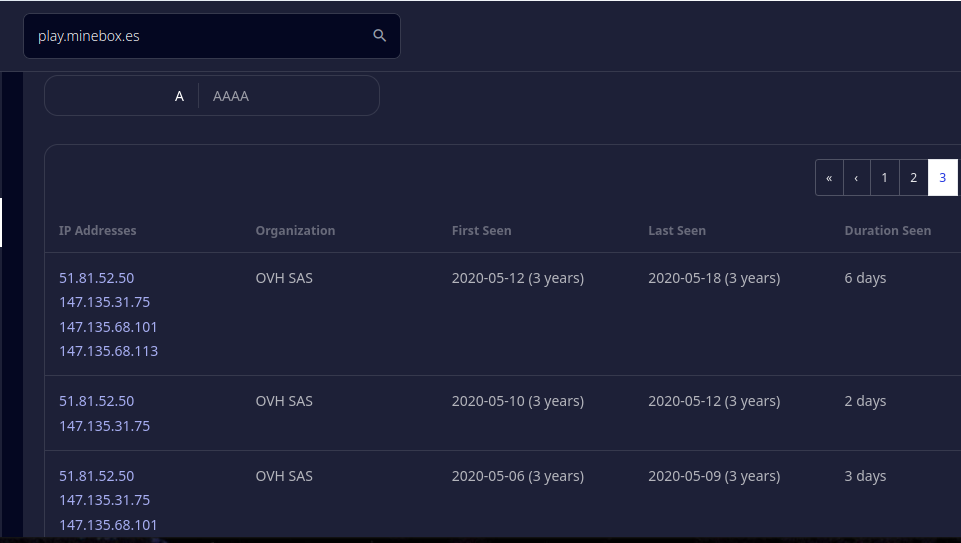 play.minebox.es
A AAAA
« ‹ 1 2 3
IP Addresses Organization First Seen Last Seen Duration Seen
51.81.52.50 OVH SAS 2020-05-12 (3 years) 2020-05-18 (3 years) 6 days
147.135.31.75
147.135.68.101
147.135.68.113
51.81.52.50 OVH SAS 2020-05-10 (3 years) 2020-05-12 (3 years) 2 days
147.135.31.75
51.81.52.50 OVH SAS 2020-05-06 (3 years) 2020-05-09 (3 years) 3 days
147.135.31.75
147.135.68.101